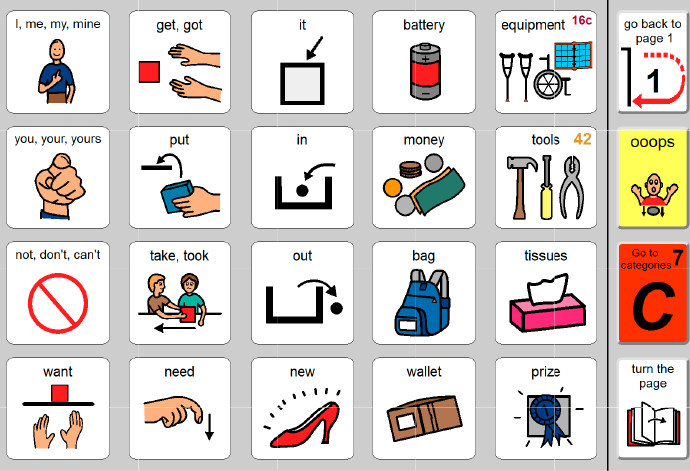 I, me, my, mine
get, got
it
battery
equipment 16c
go back to
page 1
1
you, your, yours
put
in
money
tools 42
ooops
not, don't, can't
take, took
out
bag
tissues
Go to
categories 7
C
want
need
new
wallet
prize
turn the
page